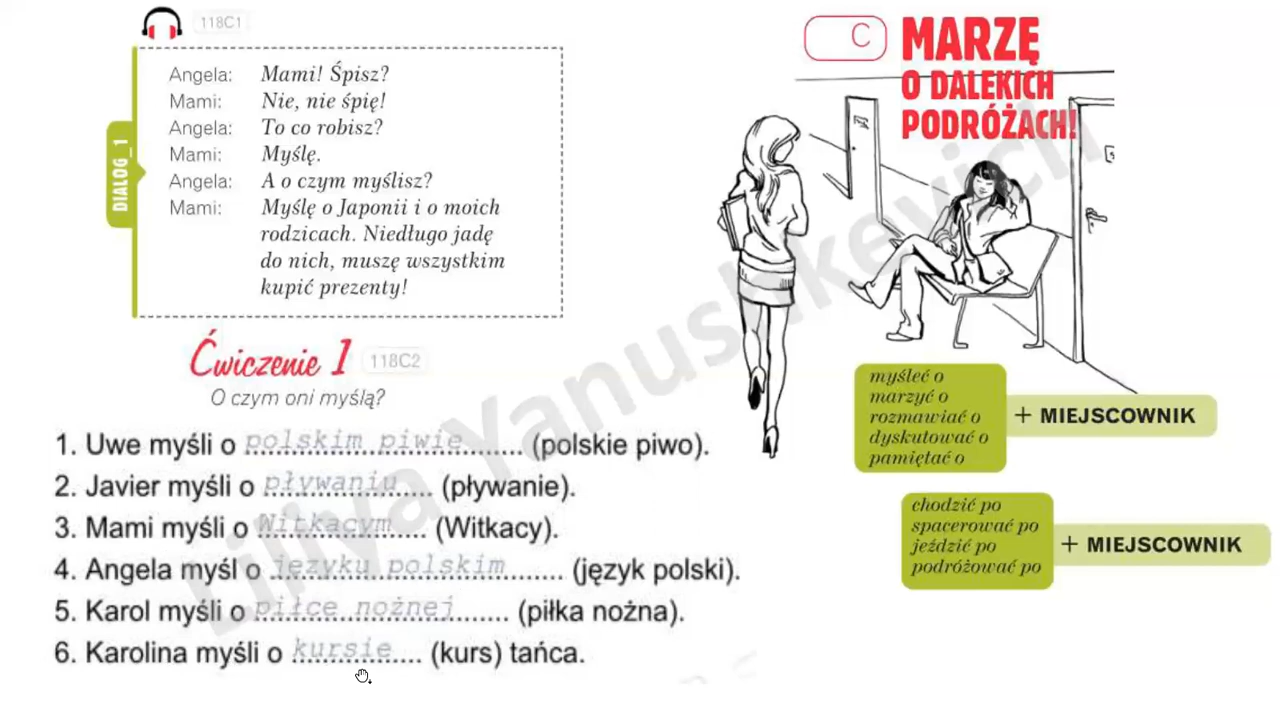 118C1
DIALOG_1
Angela: Mami! Śpisz?
Mami: Nie, nie śpię!
Angela: To co robisz?
Mami: Myślę.
Angela: A o czym myślisz?
Mami: Myślę o Japonii i o moich
rodzicach. Niedługo jadę
do nich, muszę wszystkim
kupić prezenty!
Ćwiczenie 1 118C2
O czym oni myślą?
1. Uwe myśli o polskim piwie (polskie piwo).
2. Javier myśli o pływaniu (pływanie).
3. Mami myśli o Witkacym (Witkacy).
4. Angela myśl o języku polskim (język polski).
5. Karol myśli o piłce nożnej (piłka nożna).
6. Karolina myśli o kursie (kurs) tańca.
C
MARZĘ
O DALEKICH
PODRÓŻACH!
myśleć o
marzyć o
rozmawiać o
dyskutować o
pamiętać o
+ MIEJSCOWNIK
chodzić po
spacerować po
jeździć po
podróżować po
+ MIEJSCOWNIK
Liliya Yanushkevich